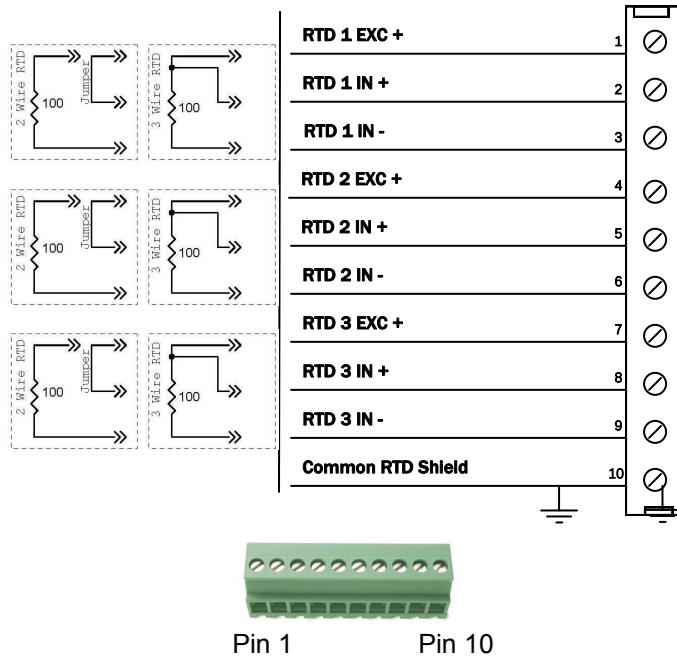 RTD 1 EXC +
1
RTD 1 IN +
2
RTD 1 IN -
3
RTD 2 EXC +
4
RTD 2 IN +
5
RTD 2 IN -
6
RTD 3 EXC +
7
RTD 3 IN +
8
RTD 3 IN -
9
Common RTD Shield
10
2 Wire RTD
100
Jumper
3 Wire RTD
100
2 Wire RTD
100
Jumper
3 Wire RTD
100
2 Wire RTD
100
Jumper
3 Wire RTD
100
Pin 1
Pin 10